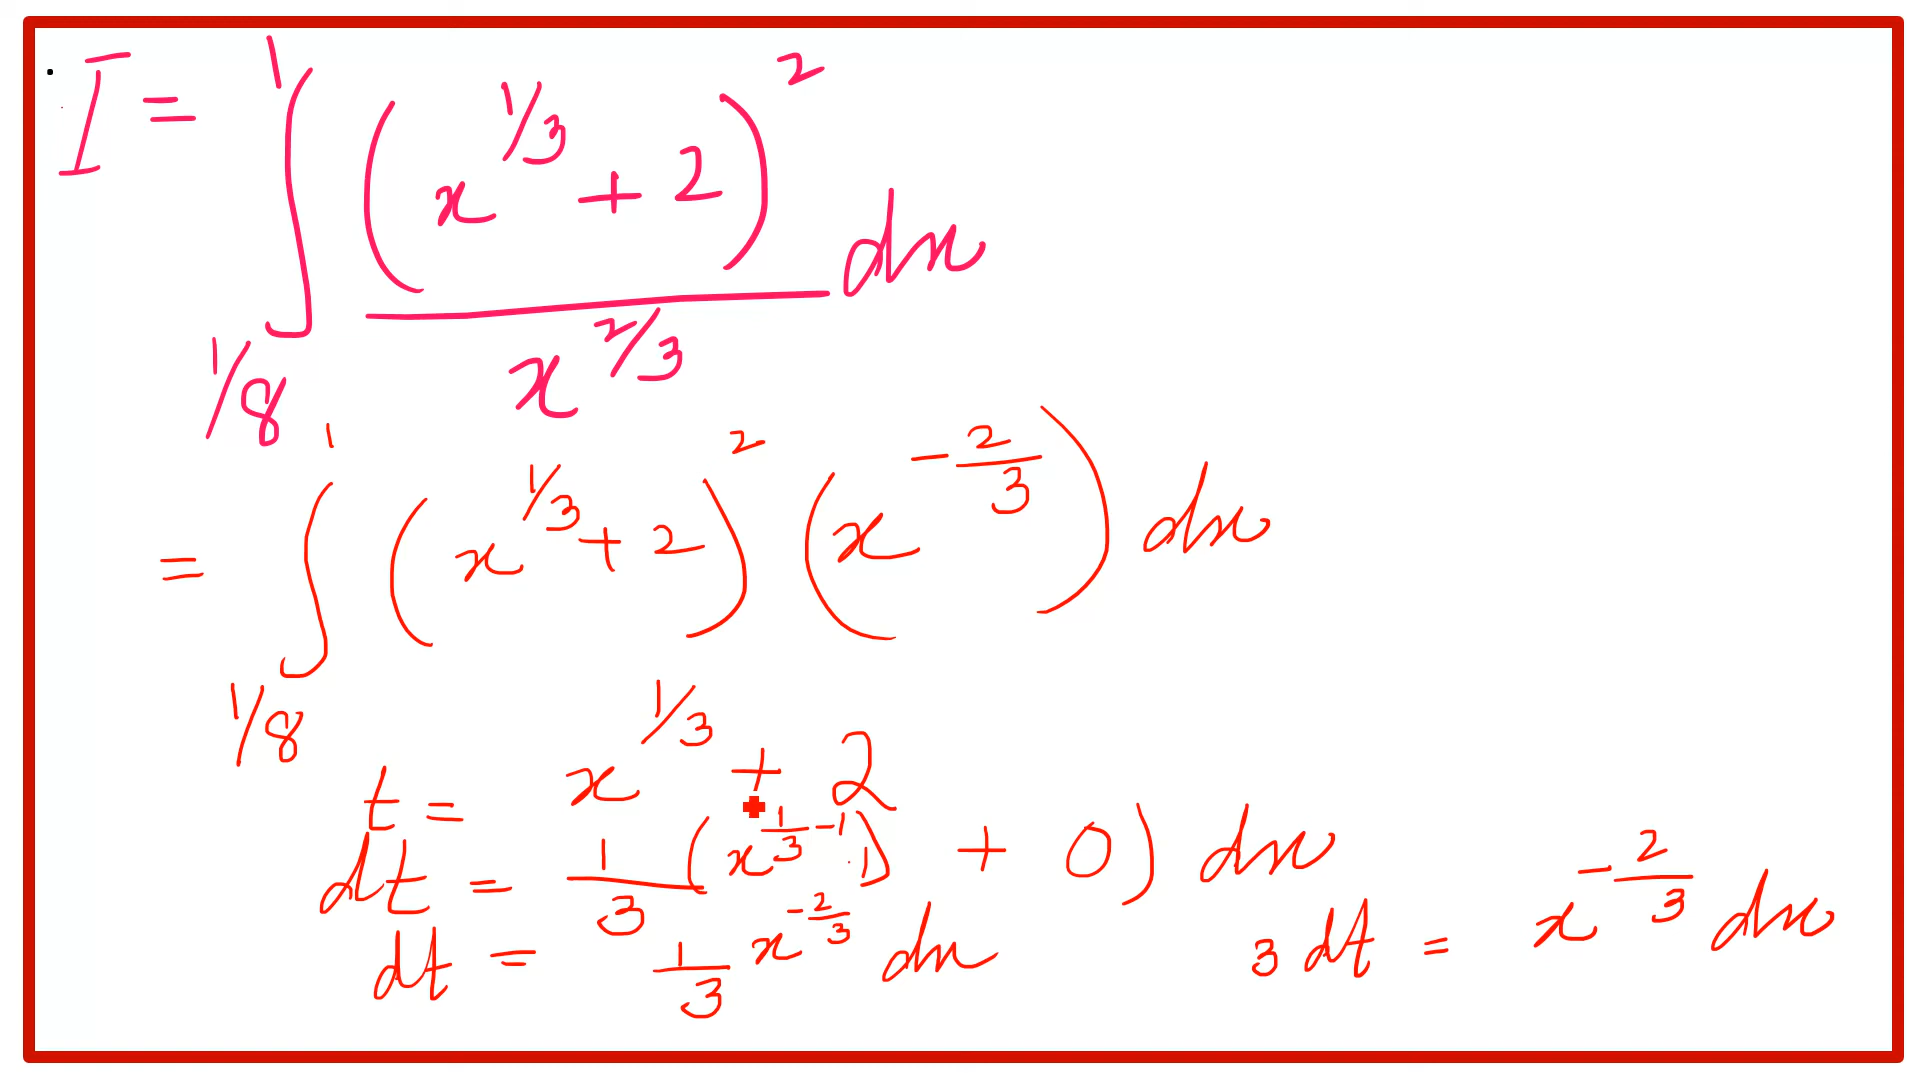 I = ∫_{1/8}^{1} (x^{1/3} + 2)^2 / x^{2/3} dx
= ∫_{1/8}^{1} (x^{1/3} + 2)^2 (x^{-2/3}) dx
t = x^{1/3} + 2
dt = 1/3 (x^{1/3 - 1}) + 0) dx
dt = 1/3 x^{-2/3} dx 3 dt = x^{-2/3} dx